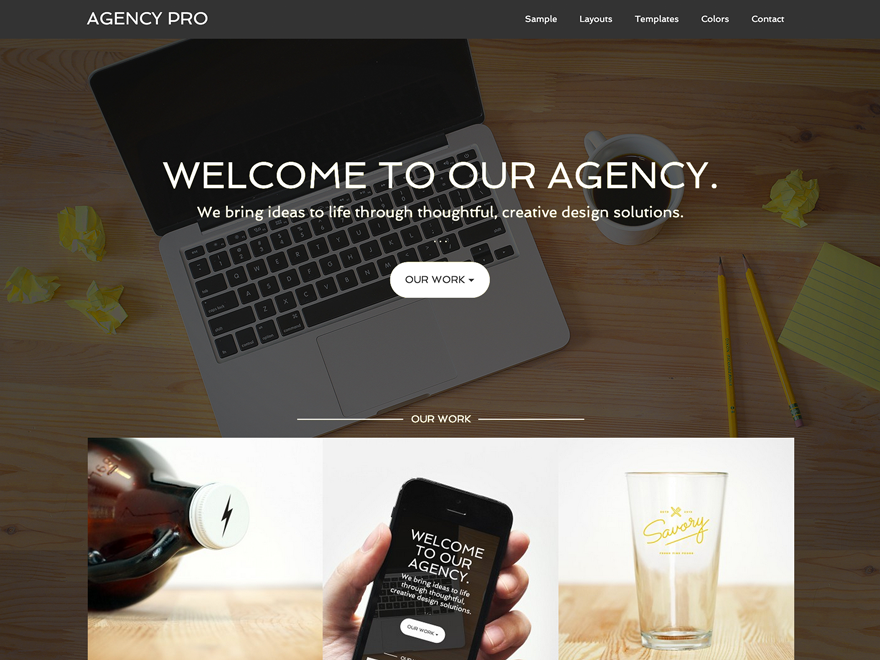 AGENCY PRO
Sample
Layouts
Templates
Colors
Contact
WELCOME TO OUR AGENCY.
We bring ideas to life through thoughtful, creative design solutions.
...
OUR WORK
OUR WORK
WELCOME
TO OUR
AGENCY.
We bring ideas to life
through thoughtful,
creative design solutions.
OUR WORK
Savory